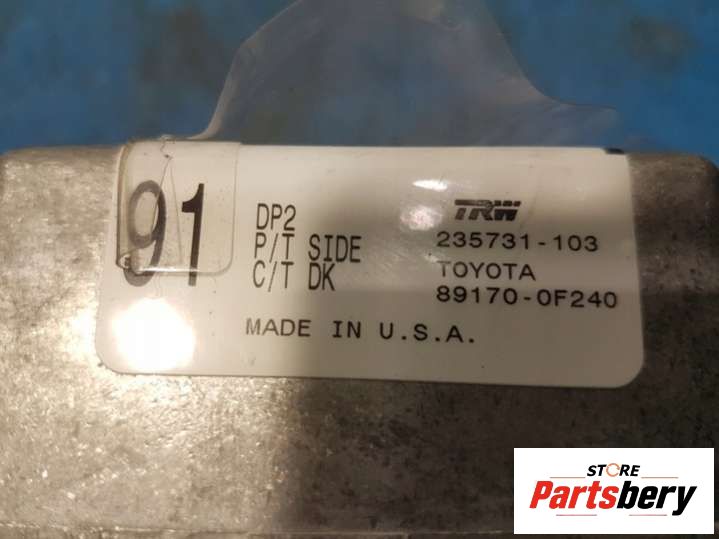 91
DP2
P/T SIDE
C/T DK
TRW
235731-103
TOYOTA
89170-0F240
MADE IN U.S.A.
STORE
Partsbery